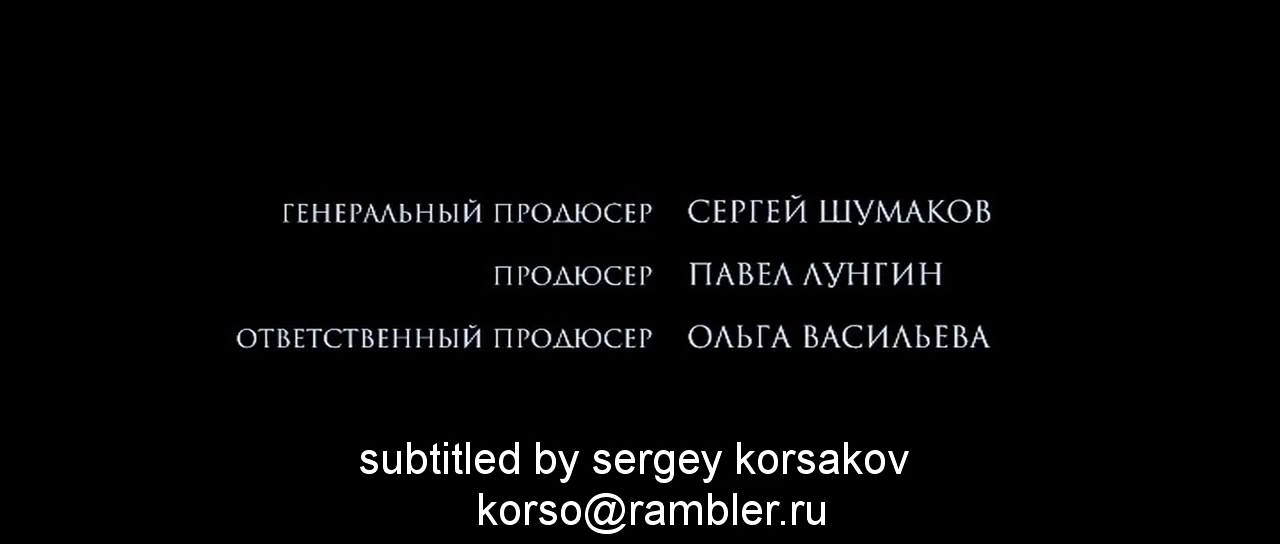 ГЕНЕРАЛЬНЫЙ ПРОДЮСЕР СЕРГЕЙ ШУМАКОВ
ПРОДЮСЕР ПАВЕЛ ЛУНГИН
ОТВЕТСТВЕННЫЙ ПРОДЮСЕР ОЛЬГА ВАСИЛЬЕВА
subtitled by sergey korsakov
korso@rambler.ru